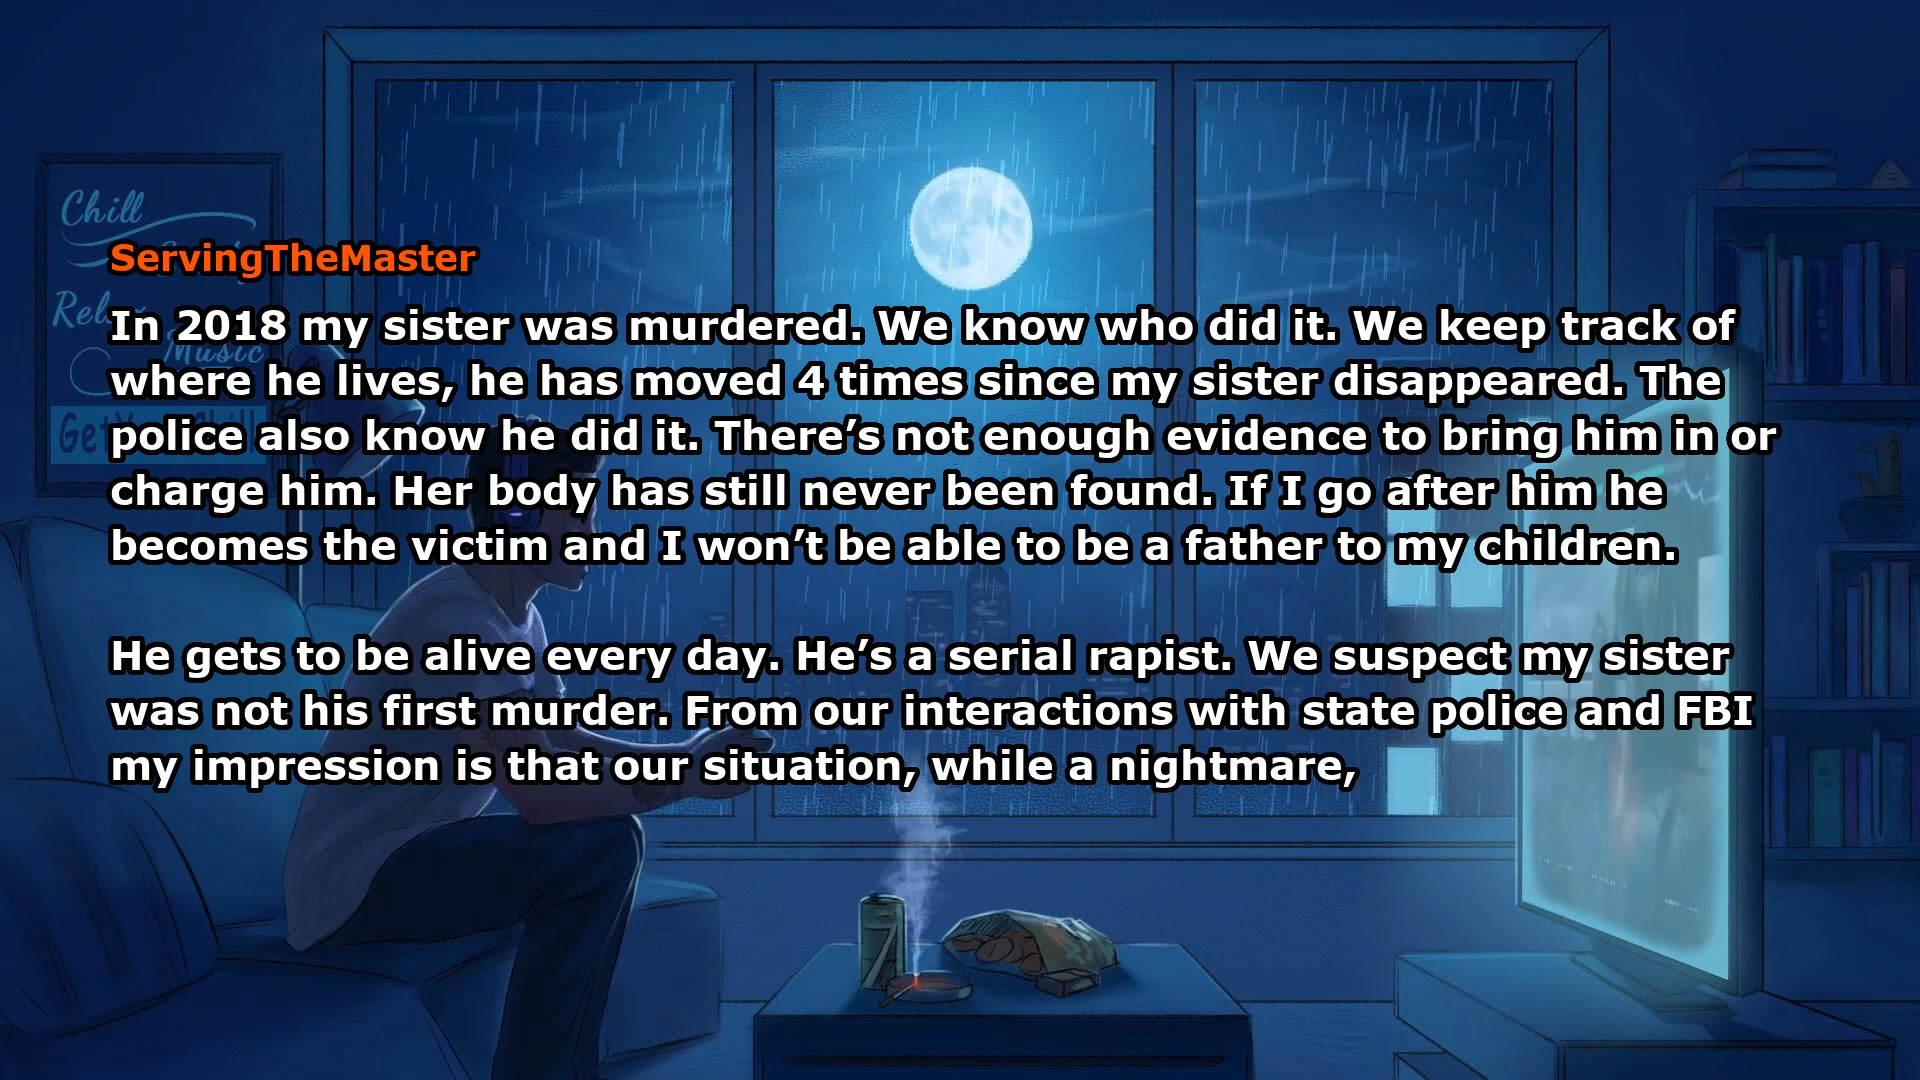 Chill
ServingTheMaster
In 2018 my sister was murdered. We know who did it. We keep track of
where he lives, he has moved 4 times since my sister disappeared. The
police also know he did it. There’s not enough evidence to bring him in or
charge him. Her body has still never been found. If I go after him he
becomes the victim and I won’t be able to be a father to my children.
He gets to be alive every day. He’s a serial rapist. We suspect my sister
was not his first murder. From our interactions with state police and FBI
my impression is that our situation, while a nightmare,
Music